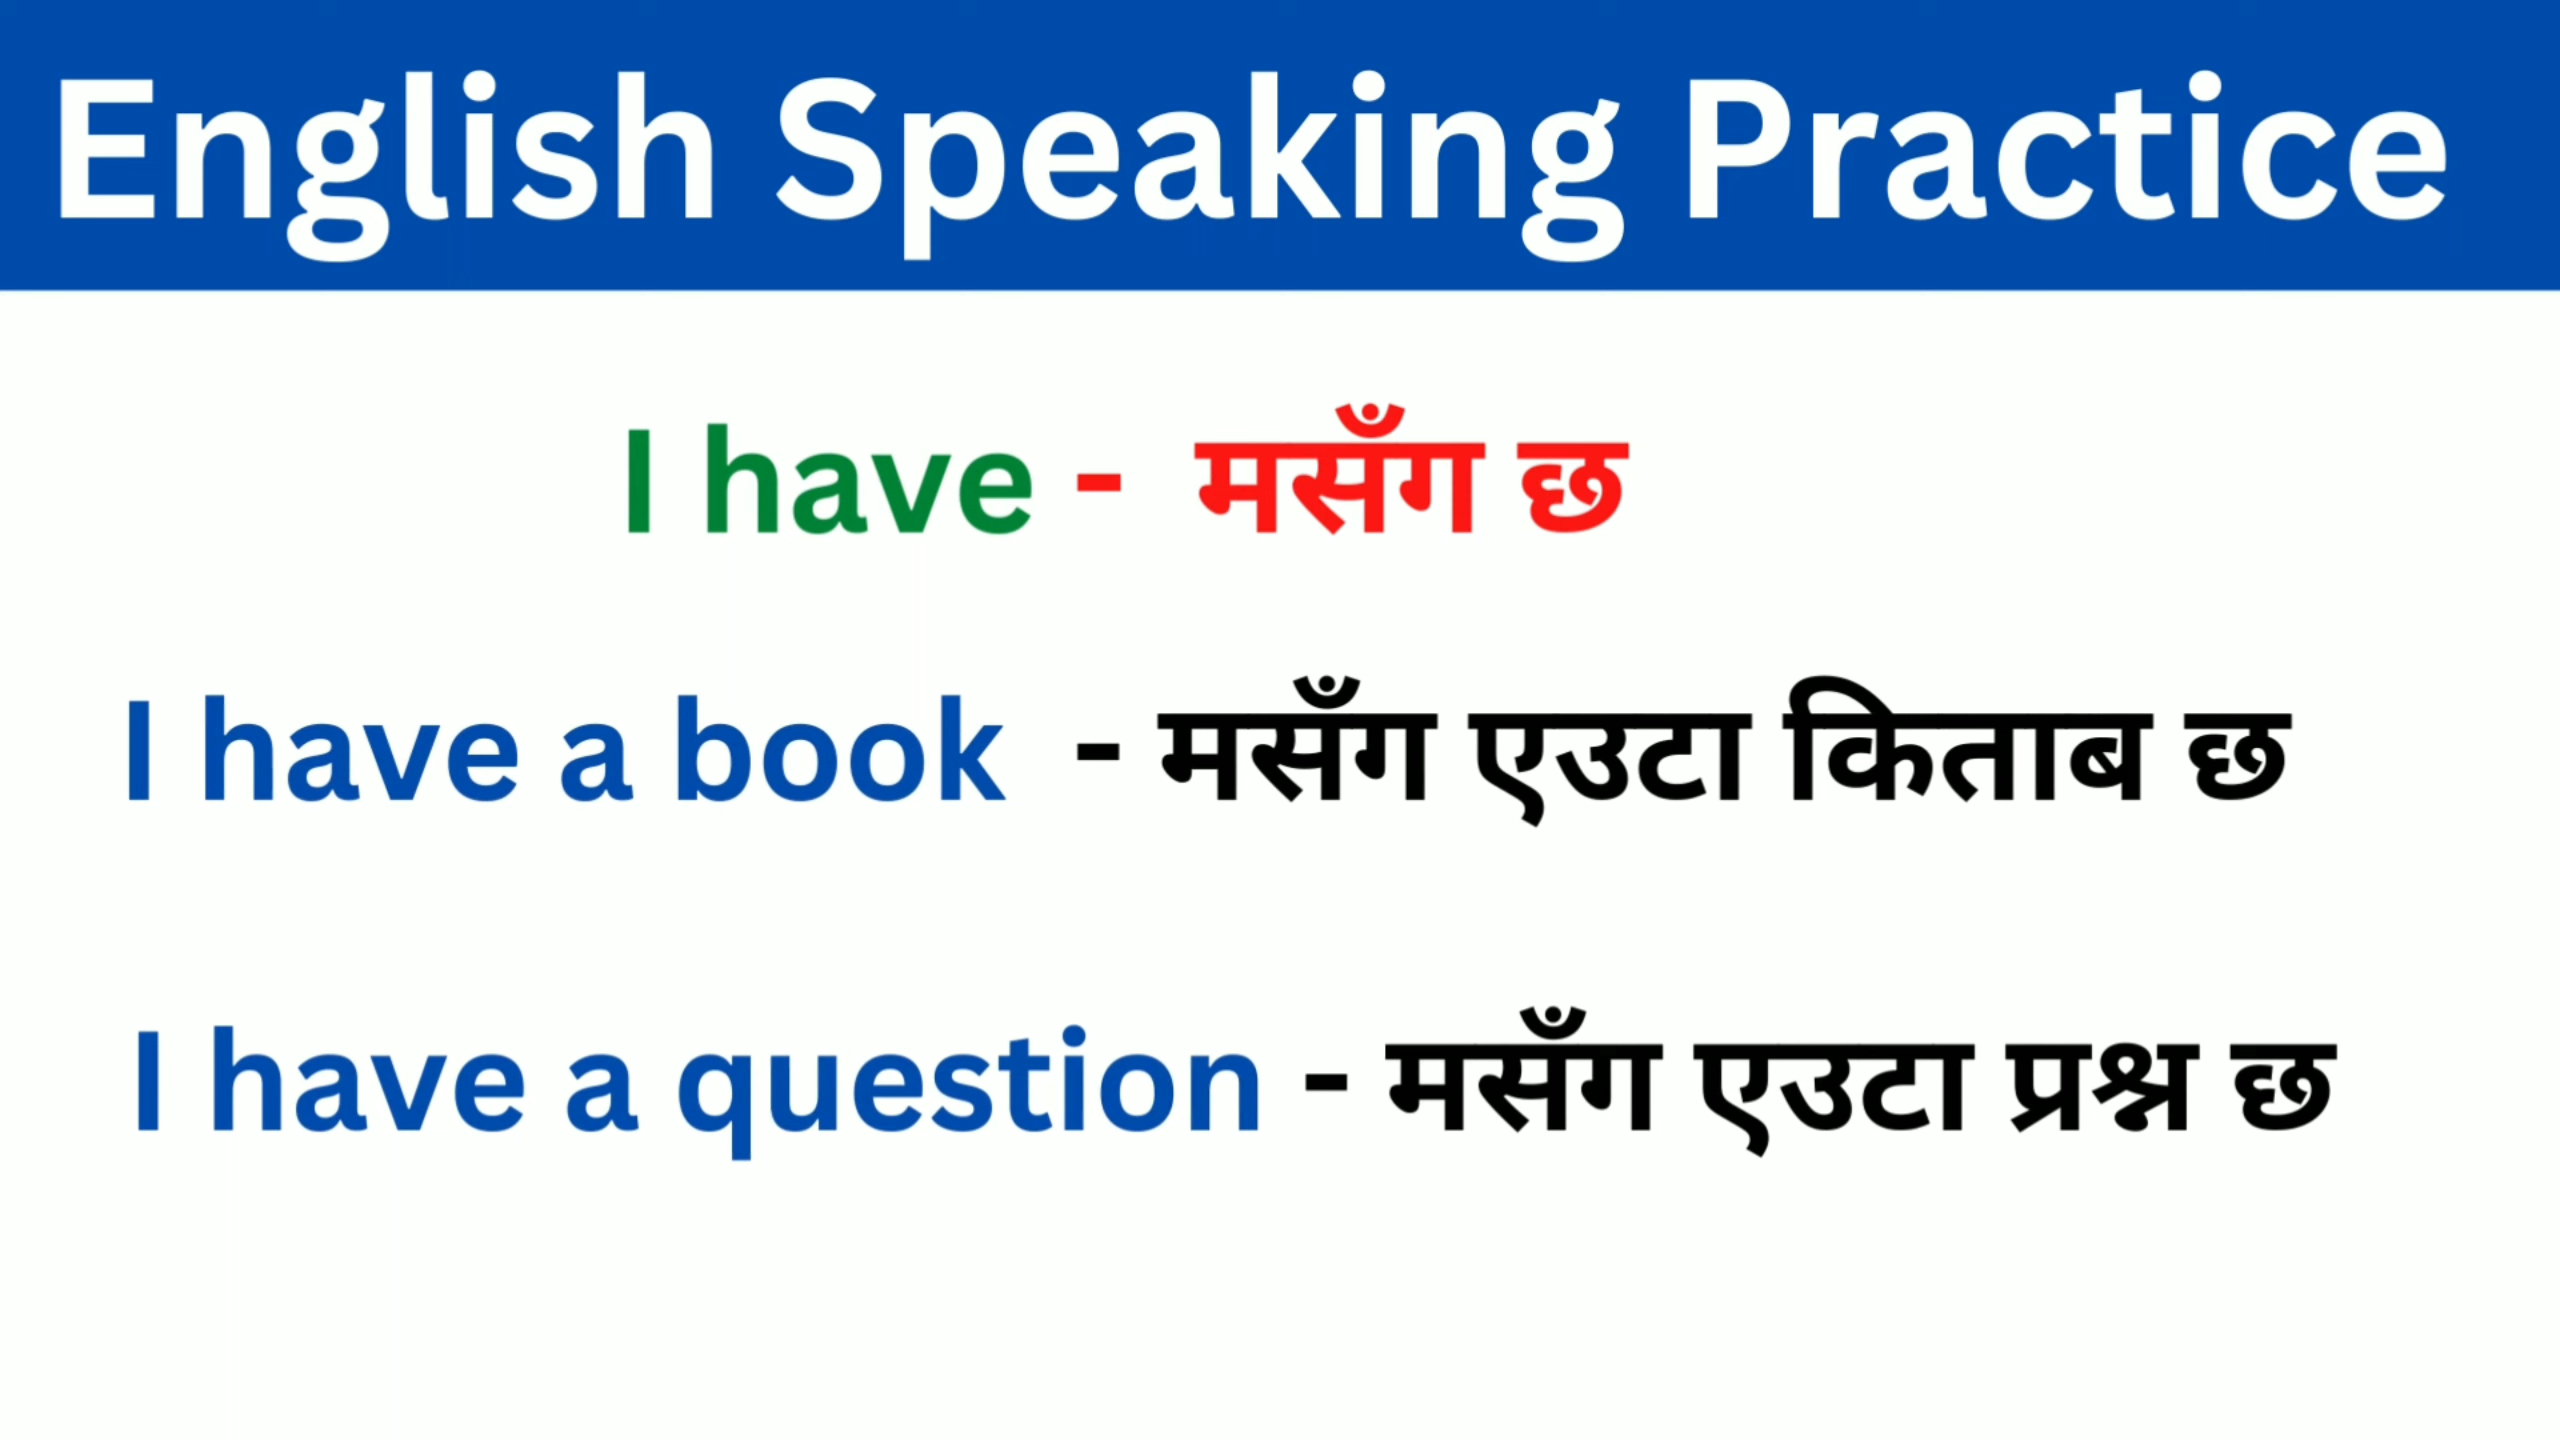 English Speaking Practice
I have - मसँग छ
I have a book - मसँग एउटा किताब छ
I have a question - मसँग एउटा प्रश्न छ